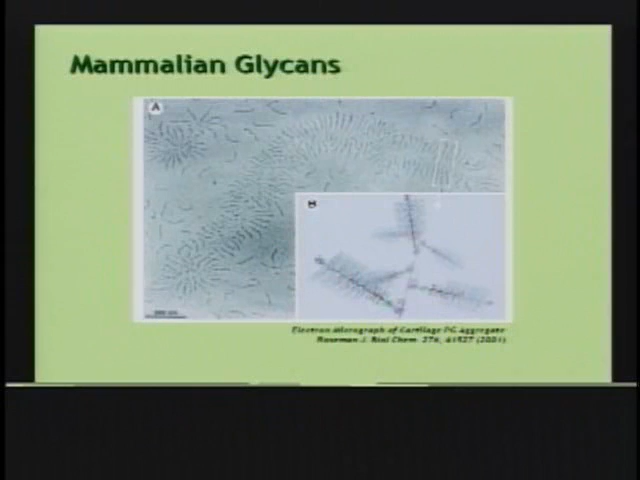 Mammalian Glycans
A
B
Electron Micrograph of Cartilage PG Aggregate
Roseman J. Biol Chem. 276, 41527 (2001)